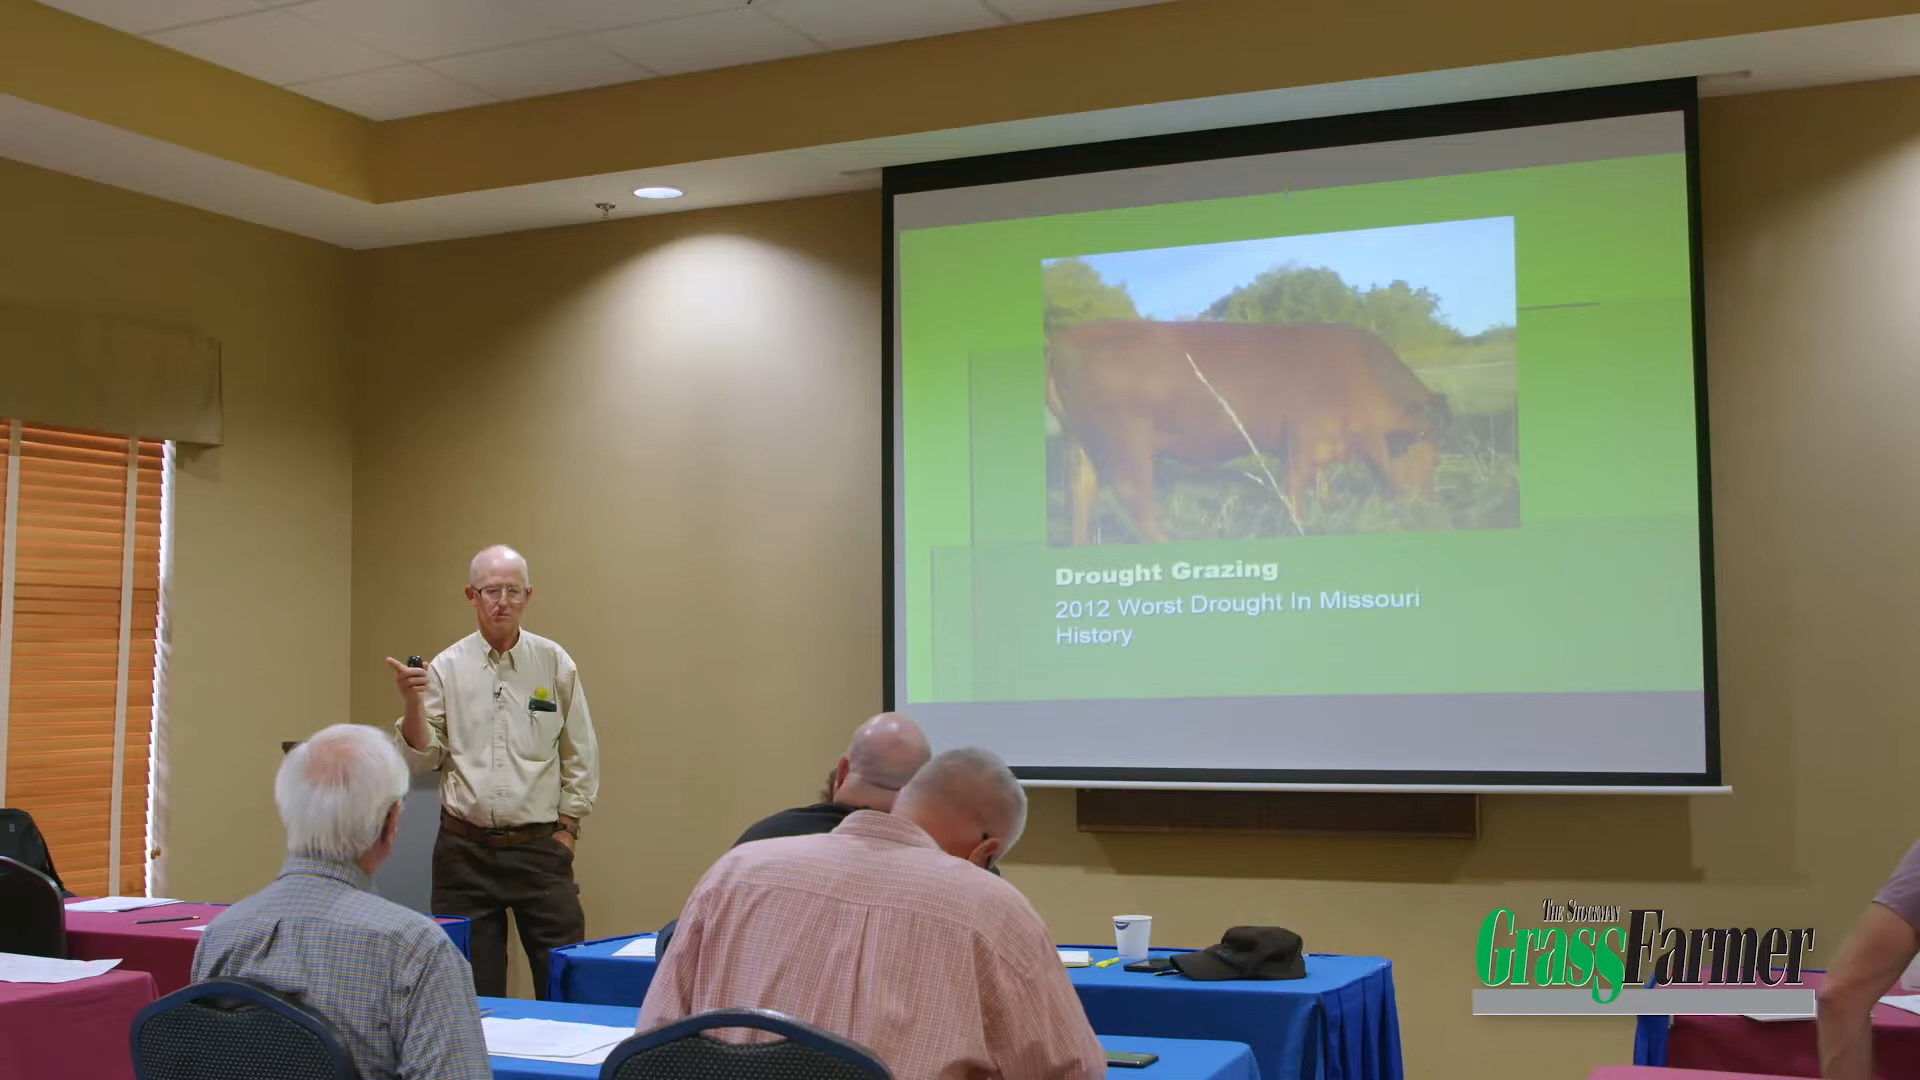 Drought Grazing
2012 Worst Drought In Missouri
History
THE STOCKMAN
GrassFarmer